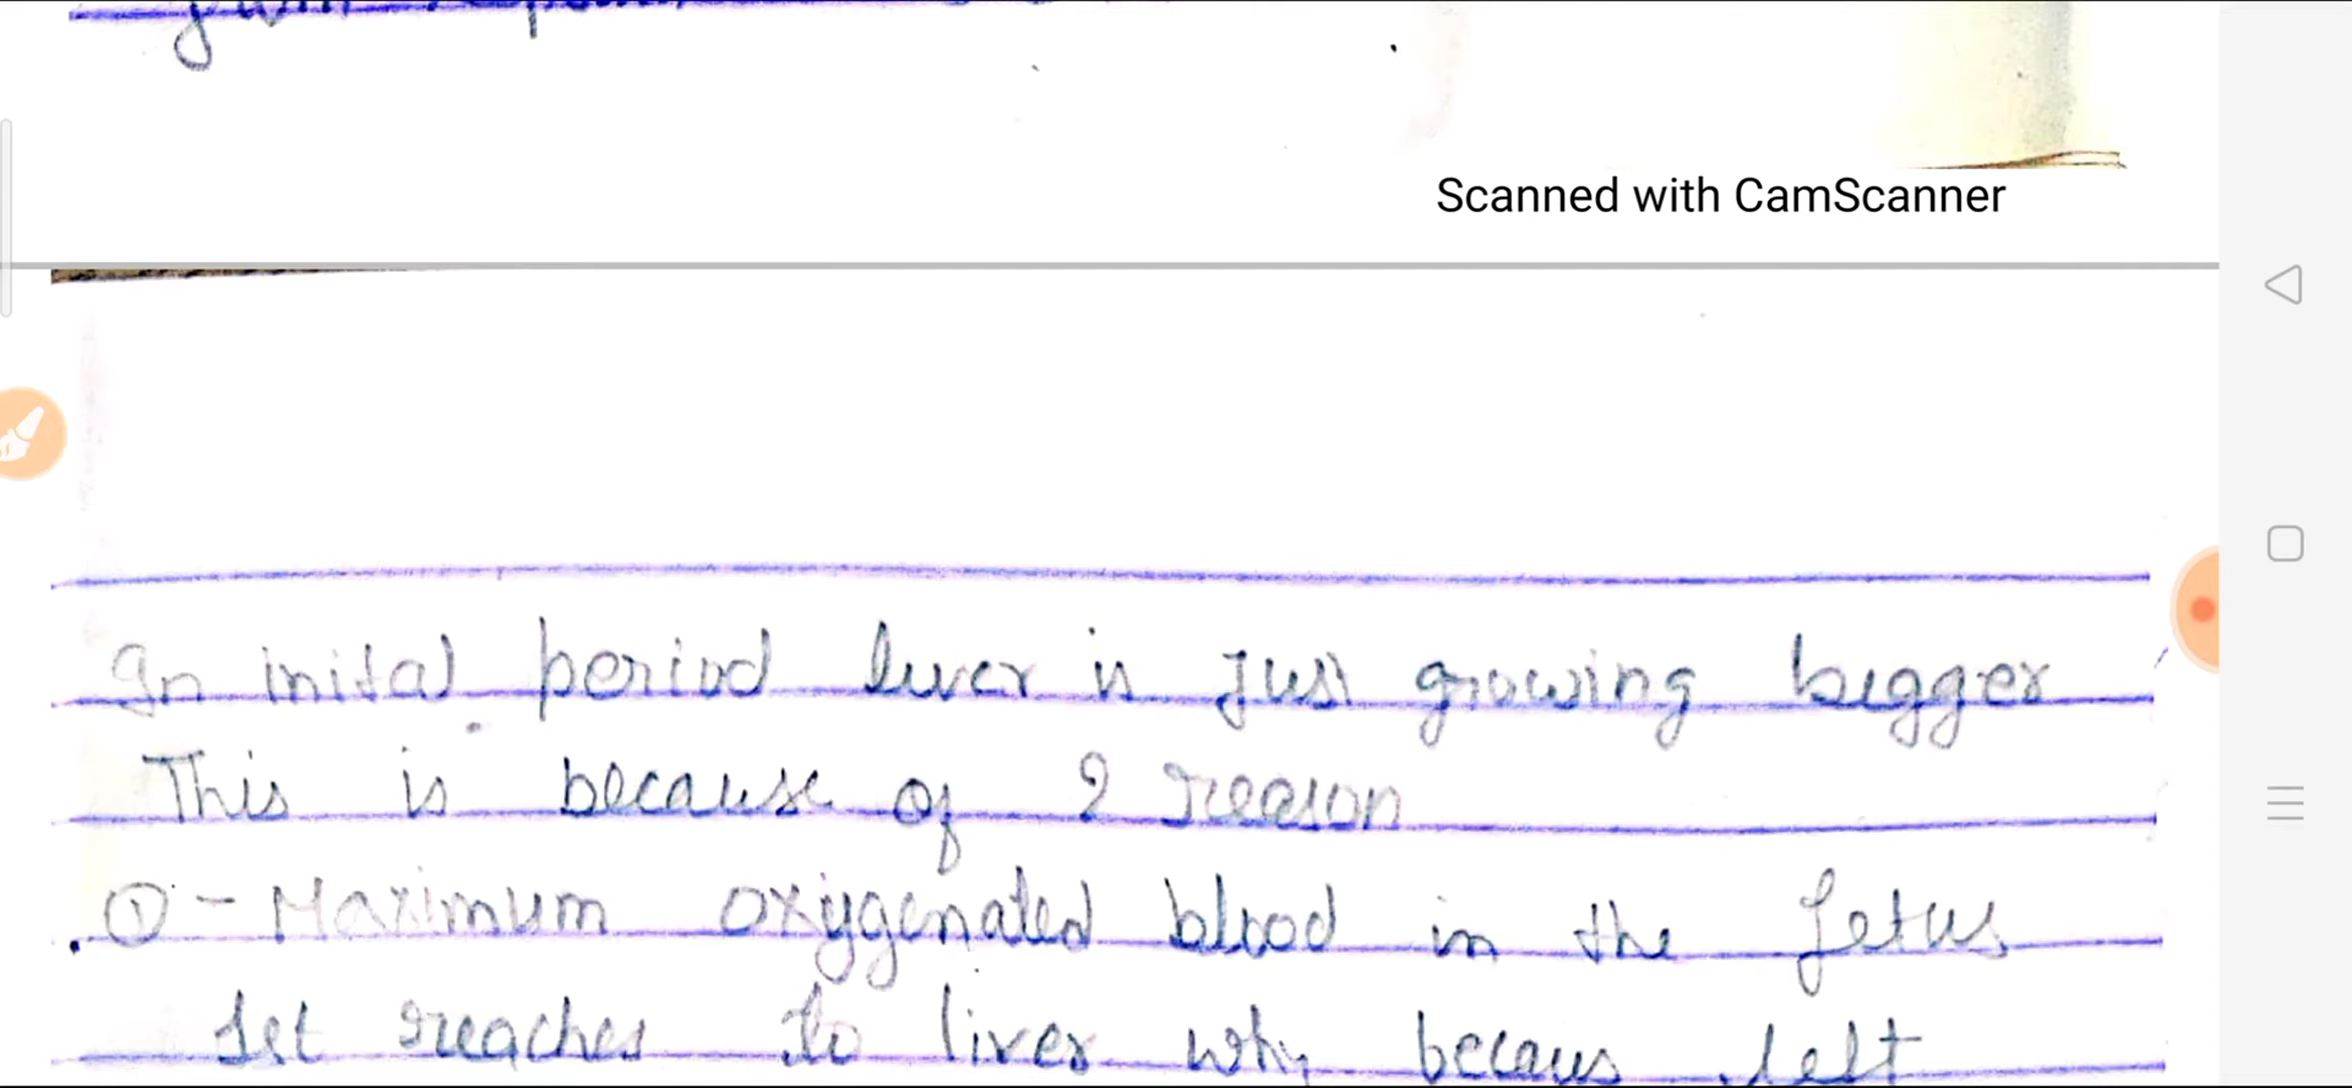 Scanned with CamScanner
In inital period liver is just growing bigger
This is because of 2 reason
① - Maximum oxygenated blood in the fetus
1st reaches to liver why becaus left